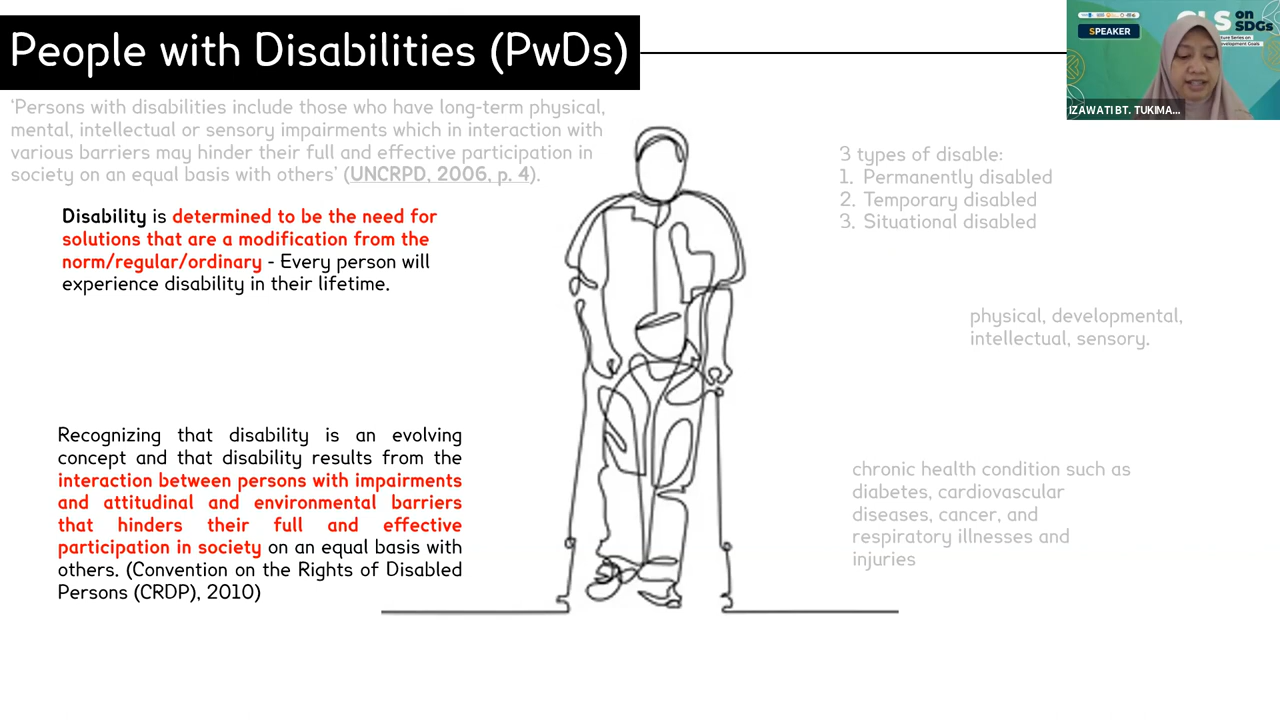 People with Disabilities (PwDs)
'Persons with disabilities include those who have long-term physical,
mental, intellectual or sensory impairments which in interaction with
various barriers may hinder their full and effective participation in
society on an equal basis with others' (UNCRPD, 2006, p. 4).
Disability is determined to be the need for
solutions that are a modification from the
norm/regular/ordinary - Every person will
experience disability in their lifetime.
Recognizing that disability is an evolving
concept and that disability results from the
interaction between persons with impairments
and attitudinal and environmental barriers
that hinders their full and effective
participation in society on an equal basis with
others. (Convention on the Rights of Disabled
Persons (CRDP), 2010)
3 types of disable:
1. Permanently disabled
2. Temporary disabled
3. Situational disabled
physical, developmental,
intellectual, sensory.
chronic health condition such as
diabetes, cardiovascular
diseases, cancer, and
respiratory illnesses and
injuries
SPEAKER
on
SDGs
IZAWATI BT. TUKIMA...